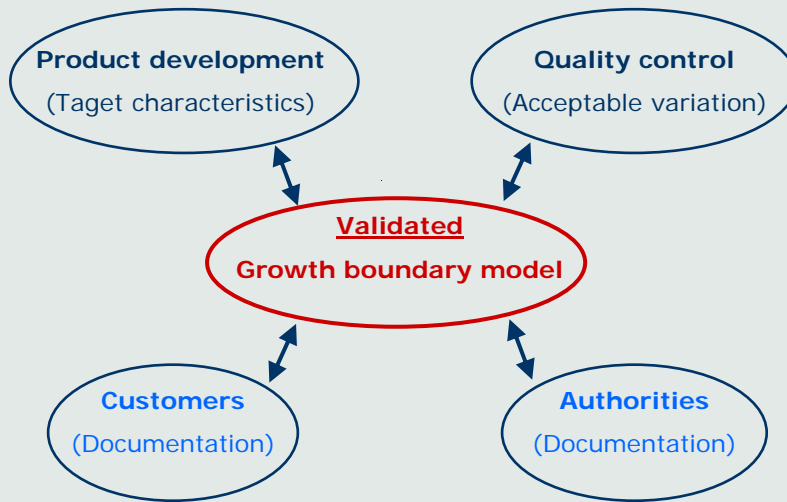 Product development
(Taget characteristics)
Quality control
(Acceptable variation)
Validated
Growth boundary model
Customers
(Documentation)
Authorities
(Documentation)